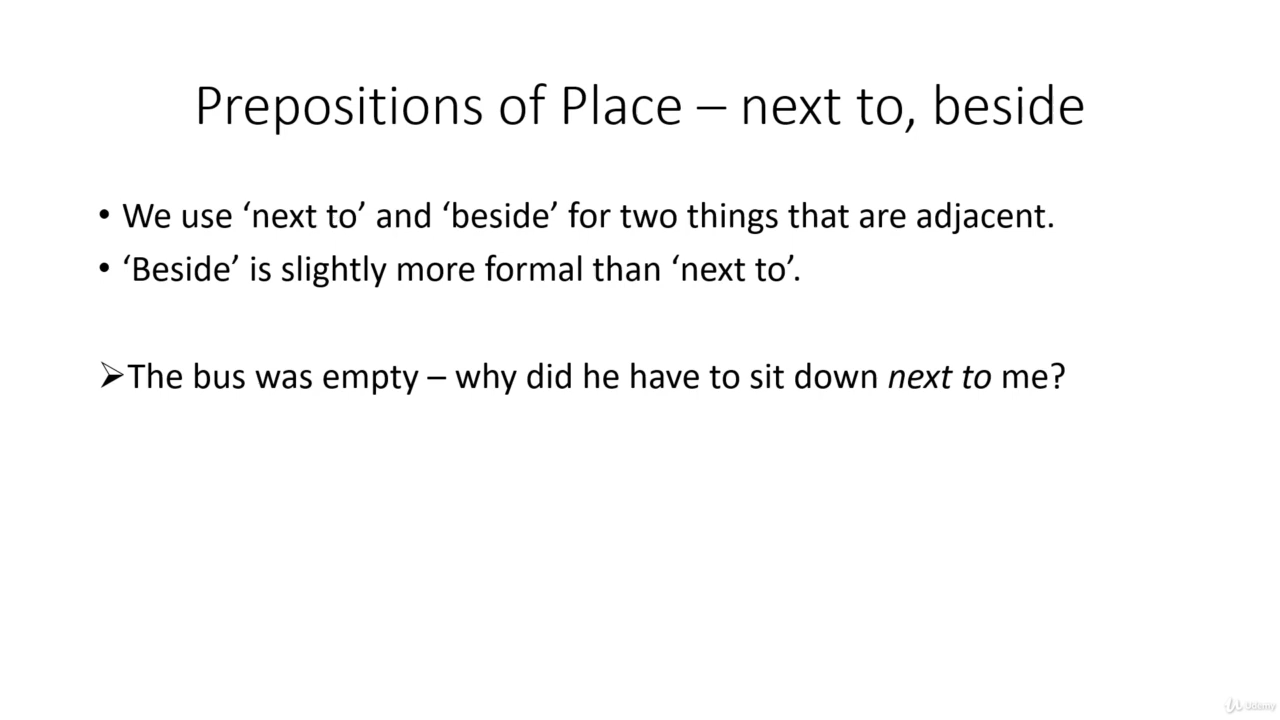 Prepositions of Place – next to, beside
• We use ‘next to’ and ‘beside’ for two things that are adjacent.
• ‘Beside’ is slightly more formal than ‘next to’.
➢The bus was empty – why did he have to sit down next to me?
Udemy